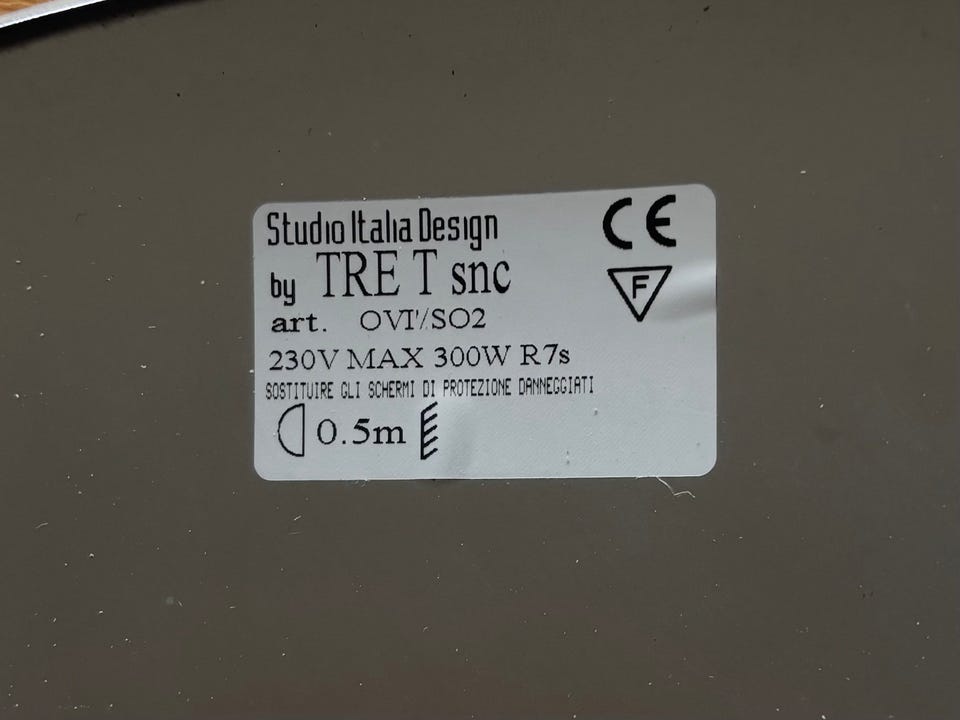 Studio Italia Design
CE
by TRE T snc
F
art. OVI'/SO2
230V MAX 300W R7s
SOSTITUIRE GLI SCHERMI DI PROTEZIONE DANNEGGIATI
0.5m